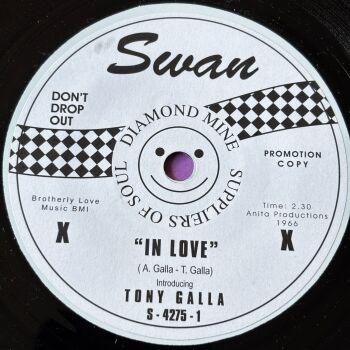 Swan
DON'T
DROP
OUT
DIAMOND MINE
SUPPLIERS OF SOUL
PROMOTION
COPY
Brotherly Love
Music BMI
X
Time: 2.30
Anita Productions
1966
X
"IN LOVE"
( A. Galla - T. Galla)
Introducing
TONY GALLA
S - 4275 - 1